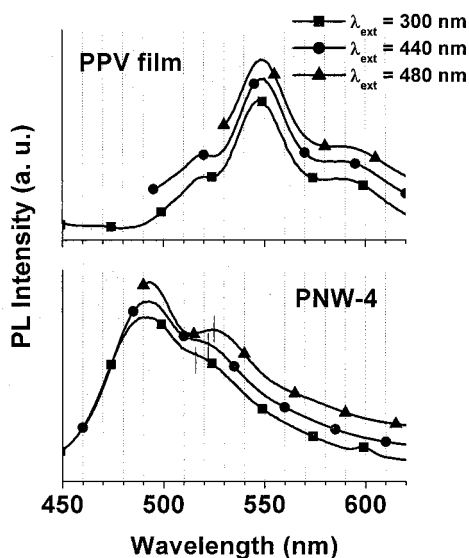 λext = 300 nm
λext = 440 nm
λext = 480 nm
PPV film
PNW-4
PL Intensity (a. u.)
450 500 550 600
Wavelength (nm)